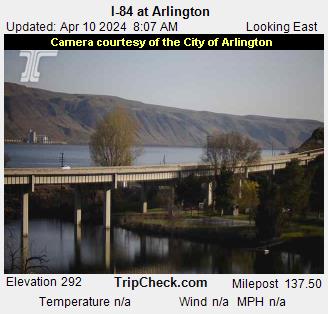 I-84 at Arlington
Updated: Apr 10 2024 8:07 AM Looking East
Camera courtesy of the City of Arlington
Elevation 292 TripCheck.com Milepost 137.50
Temperature n/a Wind n/a MPH n/a